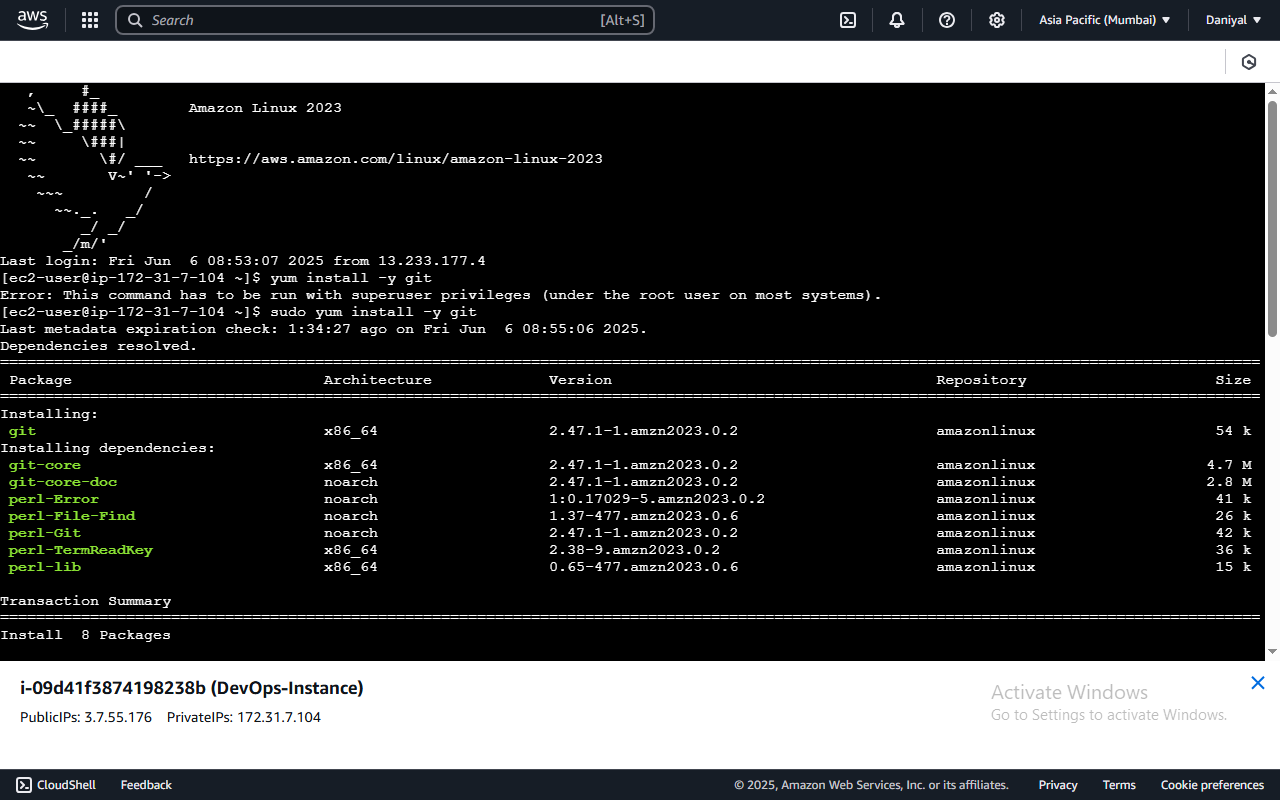 aws
Search [Alt+S]
Asia Pacific (Mumbai) ▼ Daniyal ▼
   ,     #_
   ~\_  ####_        Amazon Linux 2023
  ~~  \_#####\
  ~~     \###|
  ~~       \#/ ___   https://aws.amazon.com/linux/amazon-linux-2023
   ~~       V~' '->
    ~~~         /
      ~~._.   _/
         _/ _/
       _/m/'
Last login: Fri Jun  6 08:53:07 2025 from 13.233.177.4
[ec2-user@ip-172-31-7-104 ~]$ yum install -y git
Error: This command has to be run with superuser privileges (under the root user on most systems).
[ec2-user@ip-172-31-7-104 ~]$ sudo yum install -y git
Last metadata expiration check: 1:34:27 ago on Fri Jun  6 08:55:06 2025.
Dependencies resolved.
Package Architecture Version Repository Size
Installing:
git x86_64 2.47.1-1.amzn2023.0.2 amazonlinux 54 k
Installing dependencies:
git-core x86_64 2.47.1-1.amzn2023.0.2 amazonlinux 4.7 M
git-core-doc noarch 2.47.1-1.amzn2023.0.2 amazonlinux 2.8 M
perl-Error noarch 1:0.17029-5.amzn2023.0.2 amazonlinux 41 k
perl-File-Find noarch 1.37-477.amzn2023.0.6 amazonlinux 26 k
perl-Git noarch 2.47.1-1.amzn2023.0.2 amazonlinux 42 k
perl-TermReadKey x86_64 2.38-9.amzn2023.0.2 amazonlinux 36 k
perl-lib x86_64 0.65-477.amzn2023.0.6 amazonlinux 15 k
Transaction Summary
Install  8 Packages
i-09d41f3874198238b (DevOps-Instance)
PublicIPs: 3.7.55.176 PrivateIPs: 172.31.7.104
Activate Windows
Go to Settings to activate Windows.
CloudShell Feedback © 2025, Amazon Web Services, Inc. or its affiliates. Privacy Terms Cookie preferences